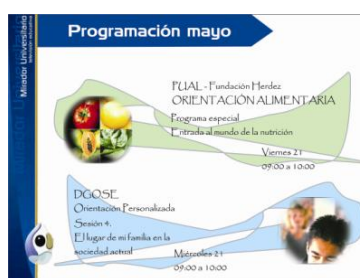 Programación mayo
Mirador Universitario
televisión educativa
PUAL - Fundación Herdez
ORIENTACIÓN ALIMENTARIA
Programa especial
Entrada al mundo de la nutrición
Viernes 21
09:00 a 10:00
DGOSE
Orientación Personalizada
Sesión 4.
El lugar de mi familia en la
sociedad actual
Miércoles 21
09:00 a 10:00